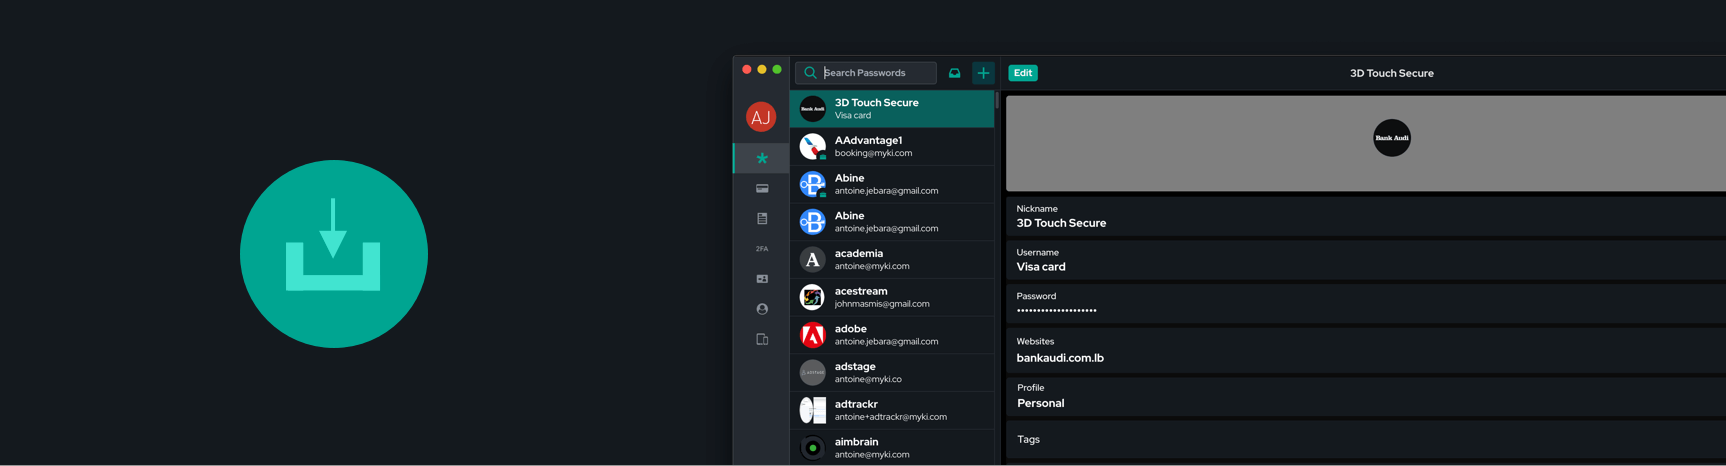 Search Passwords
Edit
3D Touch Secure
AJ
2FA
Bank Audi
3D Touch Secure
Visa card
AAdvantage1
booking@myki.com
Abine
antoine.jebara@gmail.com
Abine
antoine.jebara@gmail.com
A
academia
antoine@myki.com
acestream
johnmasmis@gmail.com
adobe
antoine.jebara@gmail.com
adstage
antoine@myki.co
adtrackr
antoine+adtrackr@myki.com
aimbrain
antoine@myki.com
Bank Audi
Nickname
3D Touch Secure
Username
Visa card
Password
••••••••••••••••••••
Websites
bankaudi.com.lb
Profile
Personal
Tags